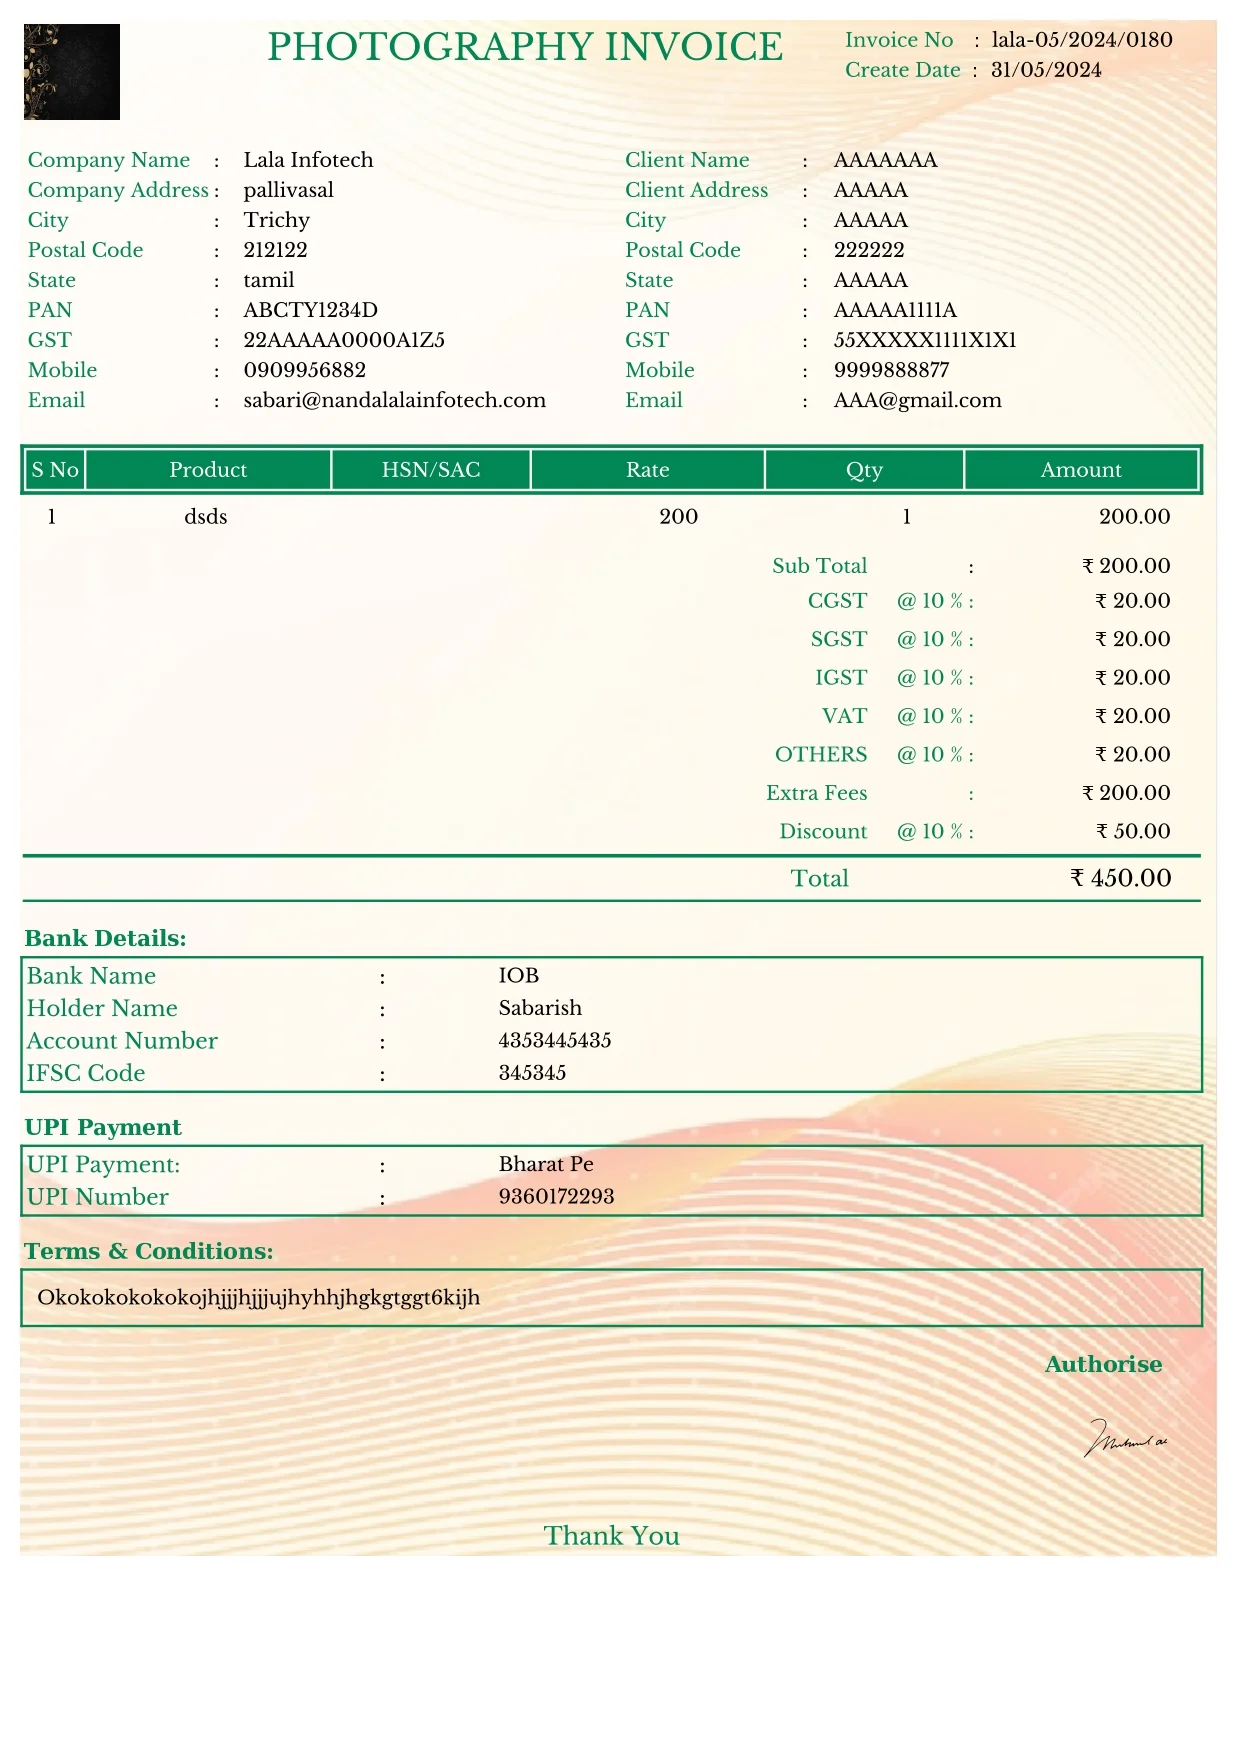 PHOTOGRAPHY INVOICE
Invoice No : lala-05/2024/0180
Create Date : 31/05/2024
Company Name : Lala Infotech
Company Address : pallivasal
City : Trichy
Postal Code : 212122
State : tamil
PAN : ABCTY1234D
GST : 22AAAAA0000A1Z5
Mobile : 0909956882
Email : sabari@nandalalainfotech.com
Client Name : AAAAAAA
Client Address : AAAAA
City : AAAAA
Postal Code : 222222
State : AAAAA
PAN : AAAAA1111A
GST : 55XXXXX1111X1X1
Mobile : 9999888877
Email : AAA@gmail.com
S No Product HSN/SAC Rate Qty Amount
1 dsds 200 1 200.00
Sub Total : ₹ 200.00
CGST @ 10 % : ₹ 20.00
SGST @ 10 % : ₹ 20.00
IGST @ 10 % : ₹ 20.00
VAT @ 10 % : ₹ 20.00
OTHERS @ 10 % : ₹ 20.00
Extra Fees : ₹ 200.00
Discount @ 10 % : ₹ 50.00
Total ₹ 450.00
Bank Details:
Bank Name : IOB
Holder Name : Sabarish
Account Number : 4353445435
IFSC Code : 345345
UPI Payment
UPI Payment: : Bharat Pe
UPI Number : 9360172293
Terms & Conditions:
Okokokokokokojhjjjhjjjujhyhhjhgkgtggt6kijh
Authorise
Thank You